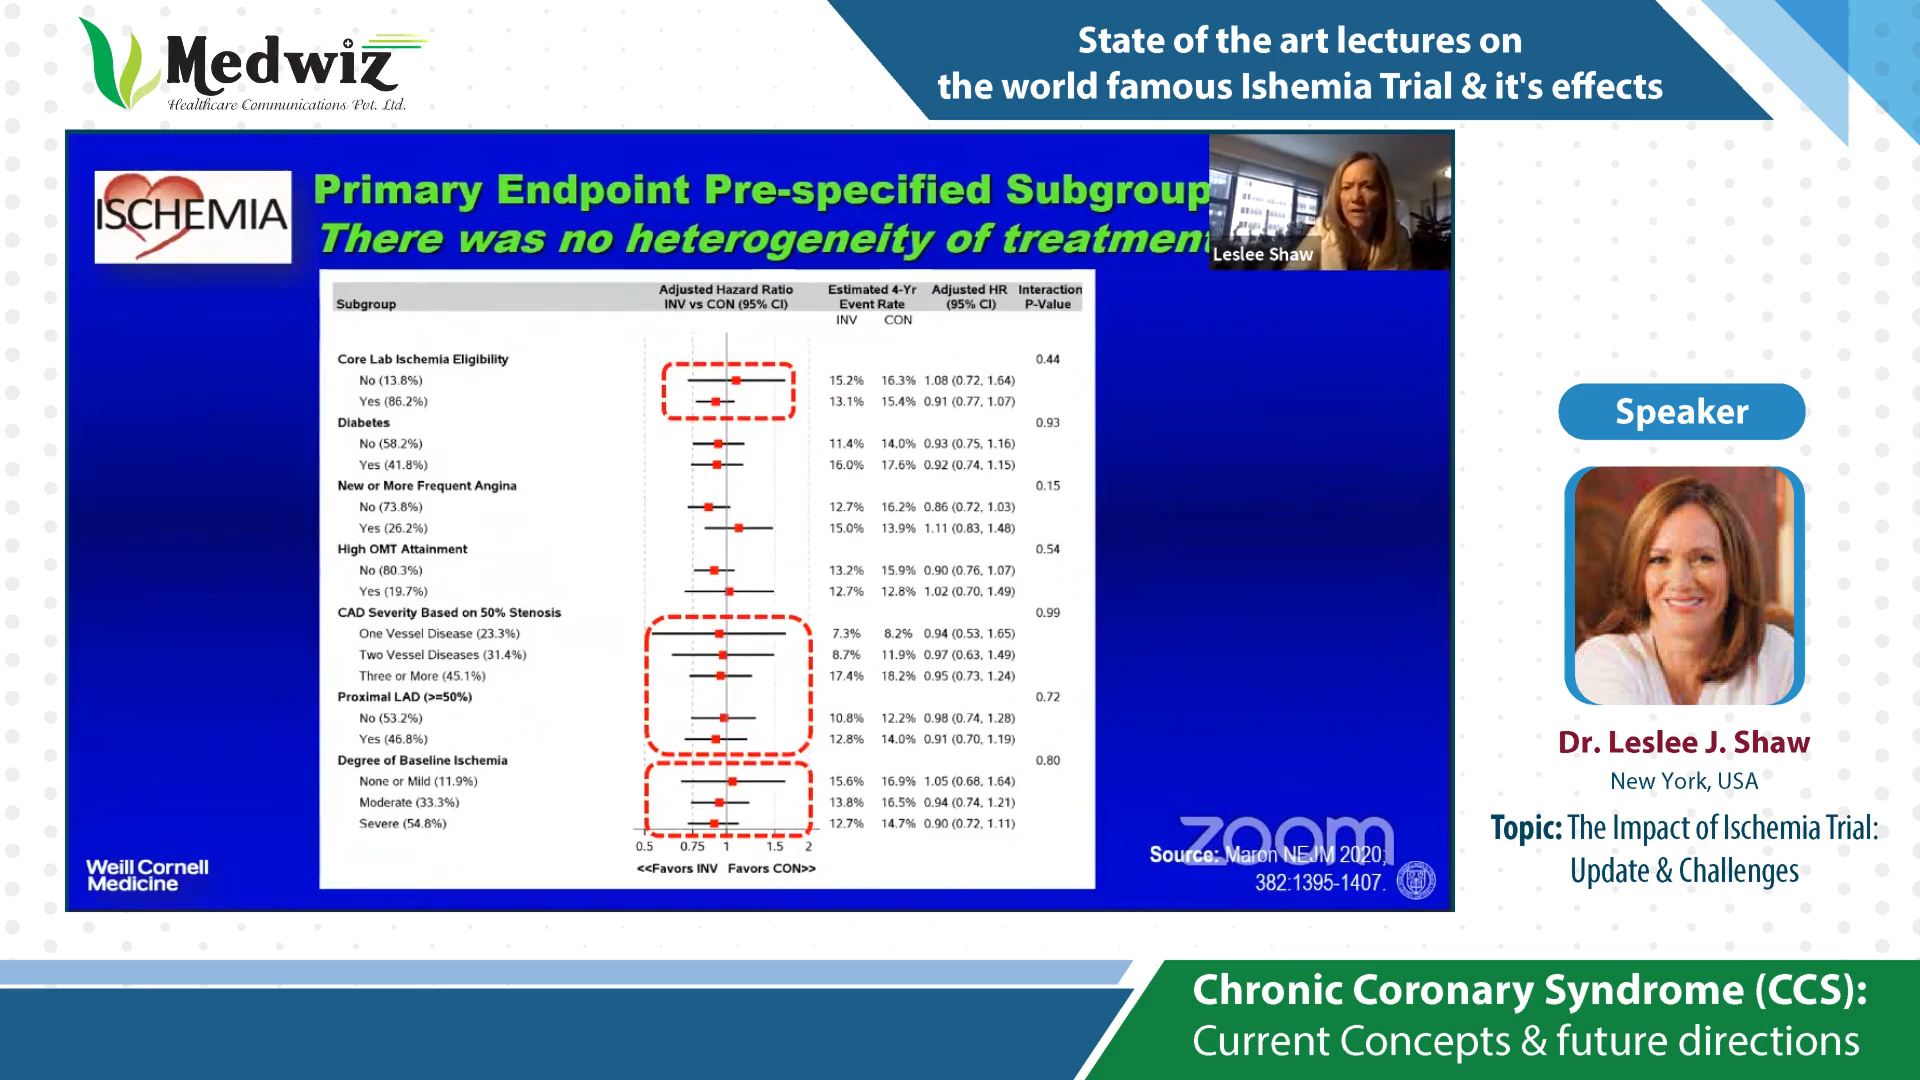 Medwiz
Healthcare Communications Pvt. Ltd.
State of the art lectures on
the world famous Ishemia Trial & it's effects
ISCHEMIA
Primary Endpoint Pre-specified Subgroup
There was no heterogeneity of treatment
Leslee Shaw
Subgroup Adjusted Hazard Ratio INV vs CON (95% CI) Estimated 4-Yr Event Rate Adjusted HR (95% CI) Interaction P-Value
INV CON
Core Lab Ischemia Eligibility 0.44
No (13.8%) 15.2% 16.3% 1.08 (0.72, 1.64)
Yes (86.2%) 13.1% 15.4% 0.91 (0.77, 1.07)
Diabetes 0.93
No (58.2%) 11.4% 14.0% 0.93 (0.75, 1.16)
Yes (41.8%) 16.0% 17.6% 0.92 (0.74, 1.15)
New or More Frequent Angina 0.15
No (73.8%) 12.7% 16.2% 0.86 (0.72, 1.03)
Yes (26.2%) 15.0% 13.9% 1.11 (0.83, 1.48)
High OMT Attainment 0.54
No (80.3%) 13.2% 15.9% 0.90 (0.76, 1.07)
Yes (19.7%) 12.7% 12.8% 1.02 (0.70, 1.49)
CAD Severity Based on 50% Stenosis 0.99
One Vessel Disease (23.3%) 7.3% 8.2% 0.94 (0.53, 1.65)
Two Vessel Diseases (31.4%) 8.7% 11.9% 0.97 (0.63, 1.49)
Three or More (45.1%) 17.4% 18.2% 0.95 (0.73, 1.24)
Proximal LAD (>=50%) 0.72
No (53.2%) 10.8% 12.2% 0.98 (0.74, 1.28)
Yes (46.8%) 12.8% 14.0% 0.91 (0.70, 1.19)
Degree of Baseline Ischemia 0.80
None or Mild (11.9%) 15.6% 16.9% 1.05 (0.68, 1.64)
Moderate (33.3%) 13.8% 16.5% 0.94 (0.74, 1.21)
Severe (54.8%) 12.7% 14.7% 0.90 (0.72, 1.11)
0.5 0.75 1 1.5 2
<<Favors INV Favors CON>>
Weill Cornell
Medicine
zoom
Source: Maron NEJM 2020;
382:1395-1407.
Speaker
Dr. Leslee J. Shaw
New York, USA
Topic: The Impact of Ischemia Trial:
Update & Challenges
Chronic Coronary Syndrome (CCS):
Current Concepts & future directions